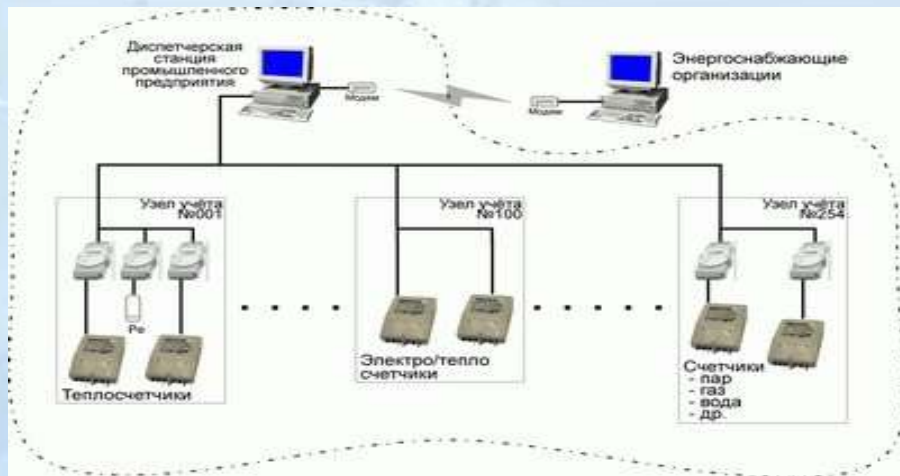 Диспетчерская
станция
промышленного
предприятия
Модем
Модем
Энергоснабжающие
организации
Узел учёта
№001
Узел учёта
№100
Узел учёта
№254
Ре
Теплосчетчики
Электро/тепло
счетчики
Счетчики
- пар
- газ
- вода
- др.